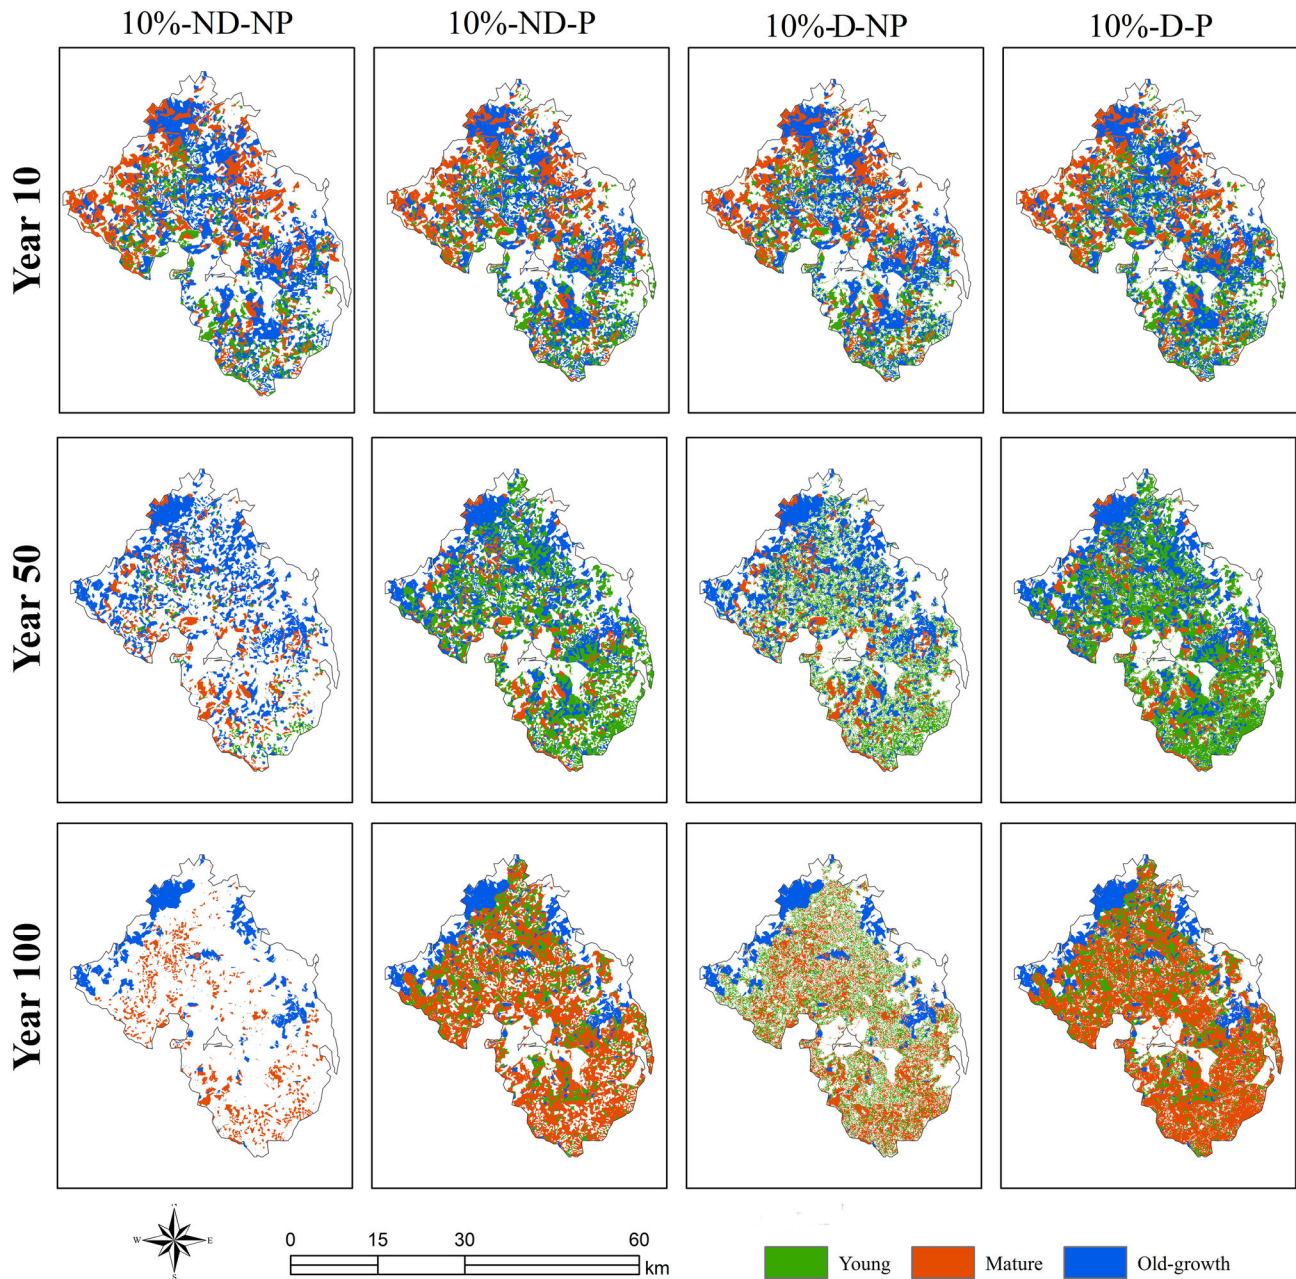 10%-ND-NP 10%-ND-P 10%-D-NP 10%-D-P
Year 10
Year 50
Year 100
N
W E
S
0 15 30 60
km
Young Mature Old-growth